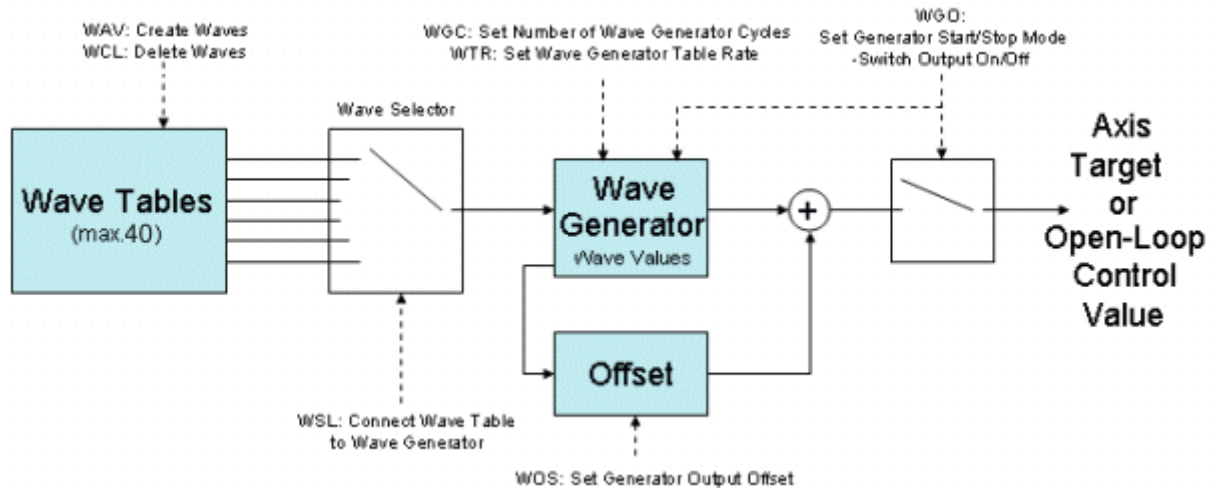 WAV: Create Waves
WCL: Delete Waves
WGC: Set Number of Wave Generator Cycles
WTR: Set Wave Generator Table Rate
WGO:
Set Generator Start/Stop Mode
-Switch Output On/Off
Wave Selector
Wave Tables
(max.40)
Wave
Generator
Wave Values
+
Axis
Target
or
Open-Loop
Control
Value
Offset
WSL: Connect Wave Table
to Wave Generator
WOS: Set Generator Output Offset